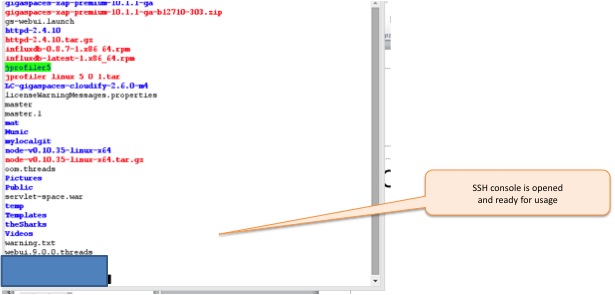 gigaspaces-xap-premium-10.1.1-ga
gigaspaces-xap-premium-10.1.1-ga-b12710-303.zip
gs-webui.launch
httpd-2.4.10
httpd-2.4.10.tar.gz
influxdb-0.8.7-1.x86_64.rpm
influxdb-latest-1.x86_64.rpm
jprofiler5
jprofiler_linux_5_0_1.tar
LC-gigaspaces-cloudify-2.6.0-m4
licenseWarningMessages.properties
master
master.1
mat
Music
mylocalgit
node-v0.10.35-linux-x64
node-v0.10.35-linux-x64.tar.gz
oom.threads
Pictures
Public
servlet-space.war
temp
Templates
theSharks
Videos
warning.txt
webui.9.0.0.threads
SSH console is opened
and ready for usage